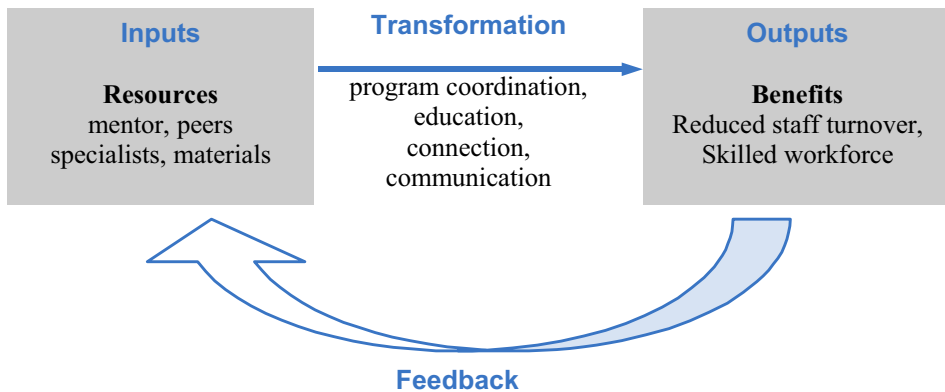 Inputs
Resources
mentor, peers
specialists, materials
Transformation
program coordination,
education,
connection,
communication
Outputs
Benefits
Reduced staff turnover,
Skilled workforce
Feedback